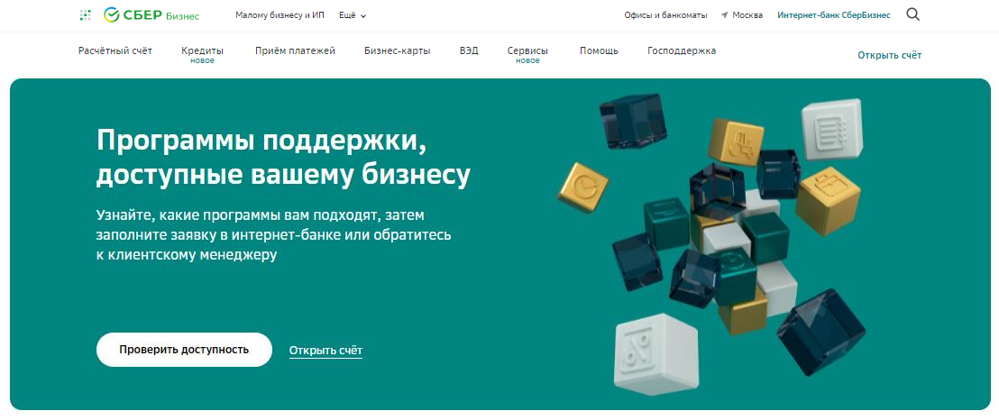 СБЕР Бизнес
Малому бизнесу и ИП
Ещё
Офисы и банкоматы
Москва
Интернет-банк СберБизнес
Расчётный счёт
Кредиты
новое
Приём платежей
Бизнес-карты
ВЭД
Сервисы
новое
Помощь
Господдержка
Открыть счёт
Программы поддержки,
доступные вашему бизнесу
Узнайте, какие программы вам подходят, затем
заполните заявку в интернет-банке или обратитесь
к клиентскому менеджеру
Проверить доступность
Открыть счёт
%